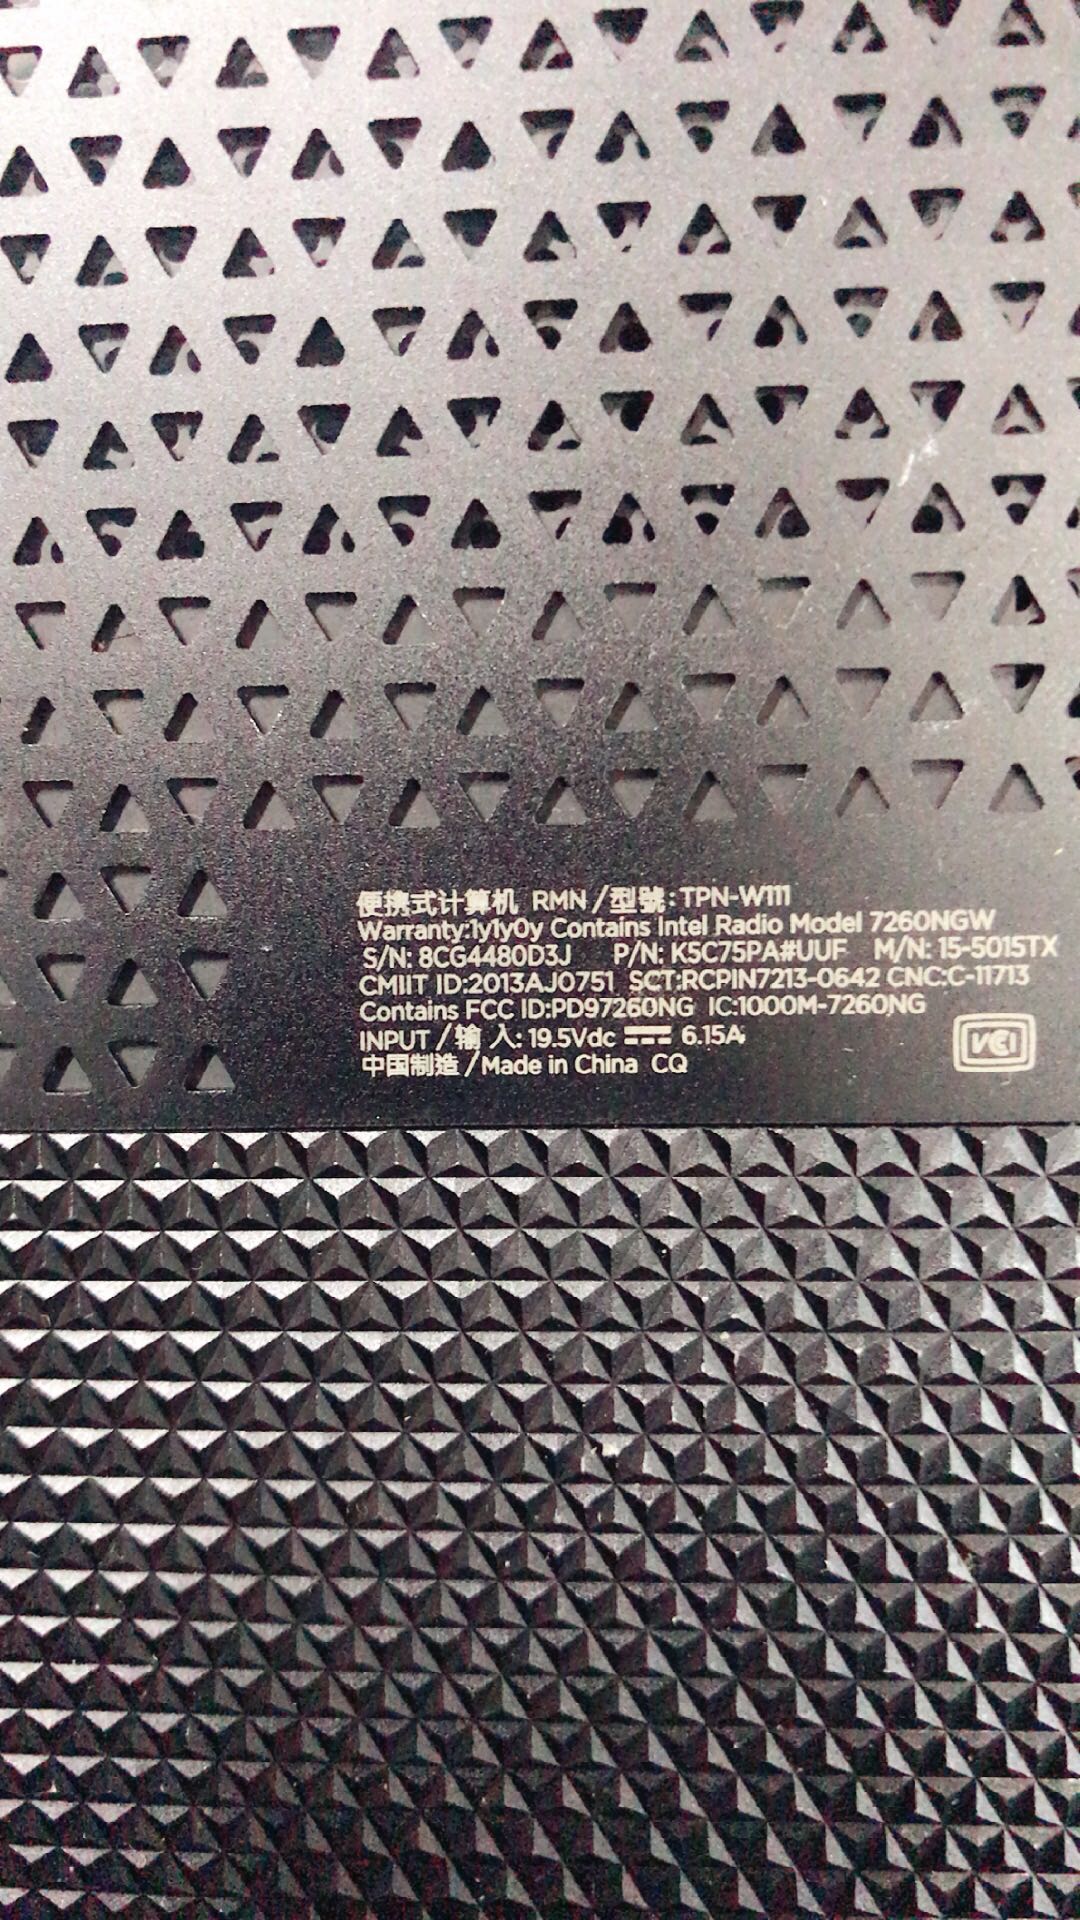 便携式计算机 RMN/型號:TPN-W111
Warranty:1y1y0y Contains Intel Radio Model 7260NGW
S/N: 8CG4480D3J P/N: K5C75PA#UUF M/N: 15-5015TX
CMIIT ID:2013AJ0751 SCT:RCPIN7213-0642 CNC:C-11713
Contains FCC ID:PD97260NG IC:1000M-7260NG
INPUT/输 入: 19.5Vdc ⎓ 6.15A
中国制造/Made in China CQ
VCI